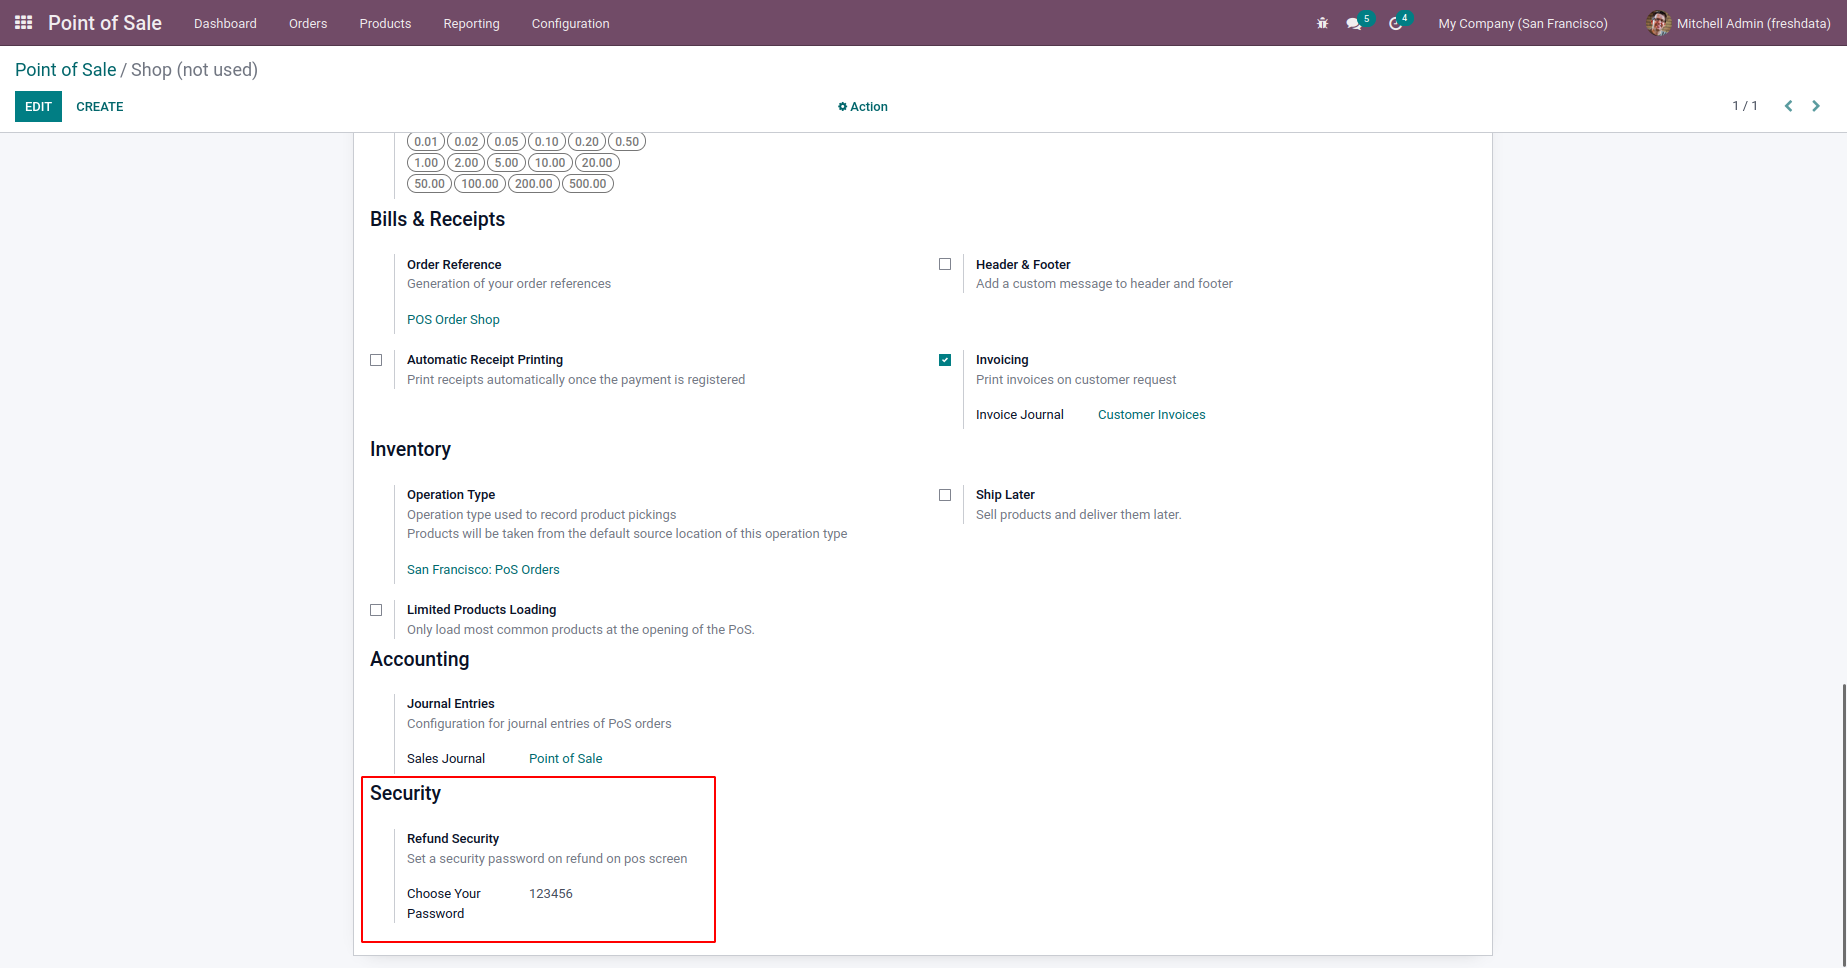 Point of Sale Dashboard Orders Products Reporting Configuration 5 4 My Company (San Francisco) Mitchell Admin (freshdata)
Point of Sale / Shop (not used)
EDIT CREATE Action 1 / 1
0.01 0.02 0.05 0.10 0.20 0.50
1.00 2.00 5.00 10.00 20.00
50.00 100.00 200.00 500.00
Bills & Receipts
Order Reference
Generation of your order references
POS Order Shop
Header & Footer
Add a custom message to header and footer
Automatic Receipt Printing
Print receipts automatically once the payment is registered
Invoicing
Print invoices on customer request
Invoice Journal Customer Invoices
Inventory
Operation Type
Operation type used to record product pickings
Products will be taken from the default source location of this operation type
San Francisco: PoS Orders
Ship Later
Sell products and deliver them later.
Limited Products Loading
Only load most common products at the opening of the PoS.
Accounting
Journal Entries
Configuration for journal entries of PoS orders
Sales Journal Point of Sale
Security
Refund Security
Set a security password on refund on pos screen
Choose Your 123456
Password